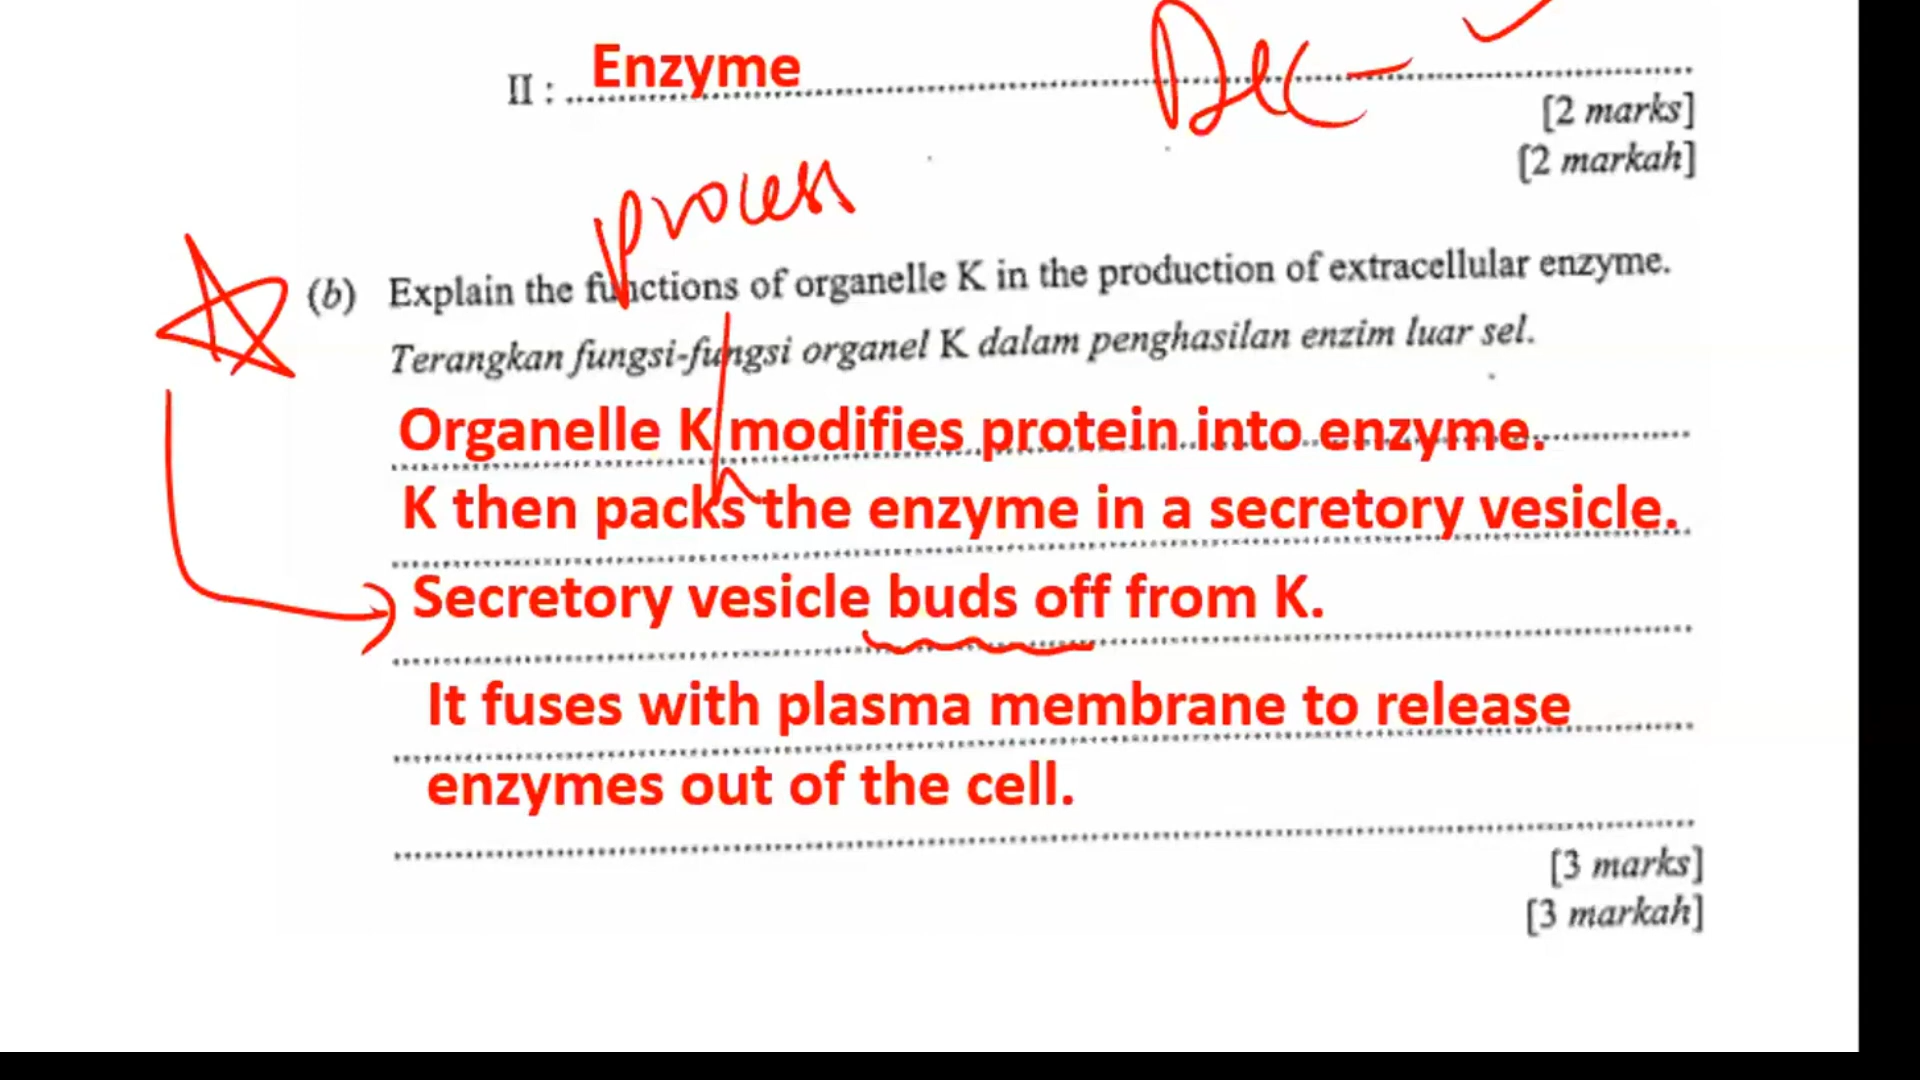 II : Enzyme
[2 marks]
[2 markah]
process
(b) Explain the functions of organelle K in the production of extracellular enzyme.
Terangkan fungsi-fungsi organel K dalam penghasilan enzim luar sel.
Organelle K modifies protein into enzyme.
K then packs the enzyme in a secretory vesicle.
Secretory vesicle buds off from K.
It fuses with plasma membrane to release
enzymes out of the cell.
[3 marks]
[3 markah]